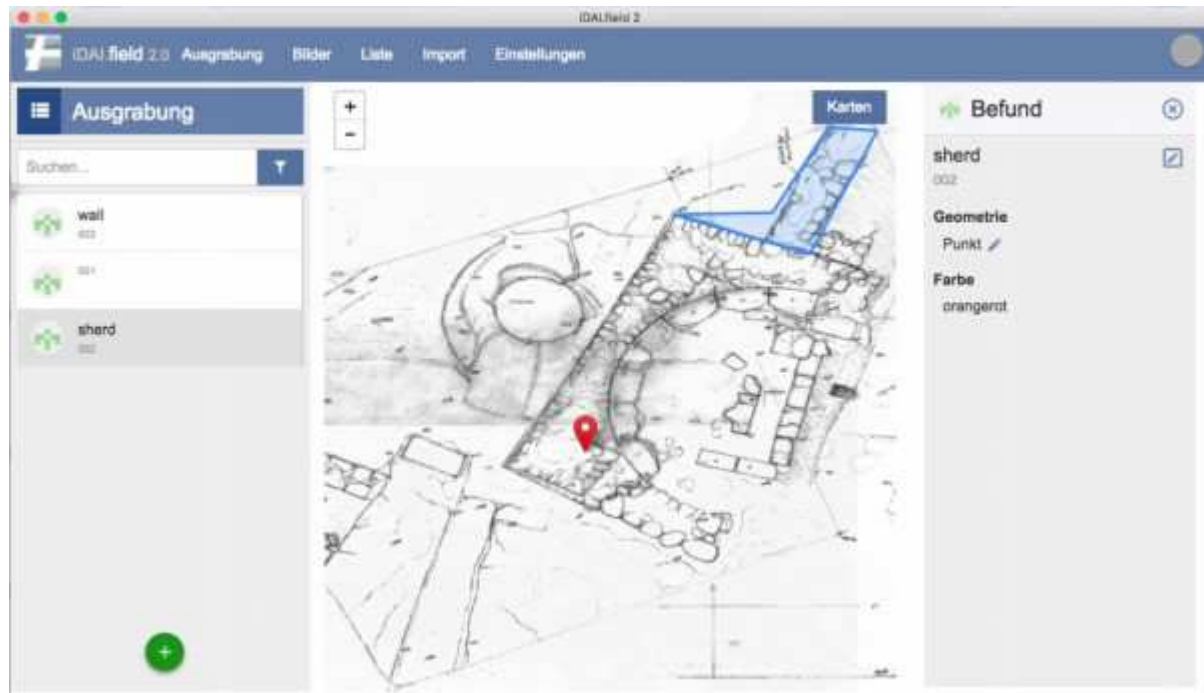 iDAI.field 2
iDAI.field 2.0 Ausgrabung Bilder Liste Import Einstellungen
Ausgrabung
Suchen...
wall
003
001
sherd
002
+
-
Karten
Befund
sherd
002
Geometrie
Punkt
Farbe
orangerot
+